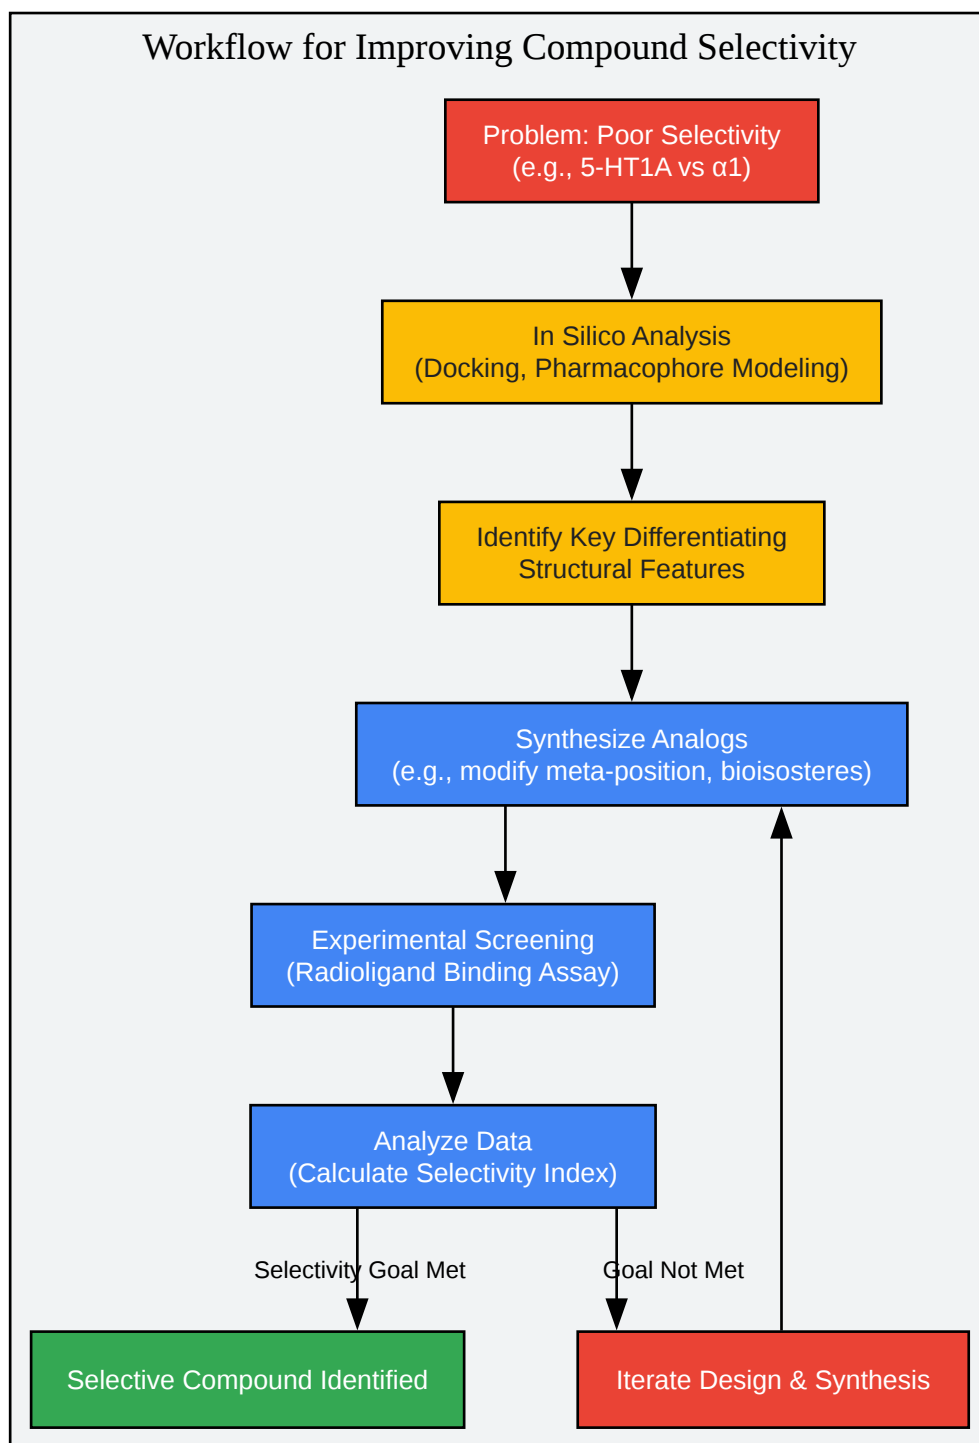 Workflow for Improving Compound Selectivity
Problem: Poor Selectivity
(e.g., 5-HT1A vs α1)
In Silico Analysis
(Docking, Pharmacophore Modeling)
Identify Key Differentiating
Structural Features
Synthesize Analogs
(e.g., modify meta-position, bioisosteres)
Experimental Screening
(Radioligand Binding Assay)
Analyze Data
(Calculate Selectivity Index)
Selectivity Goal Met
Goal Not Met
Selective Compound Identified
Iterate Design & Synthesis